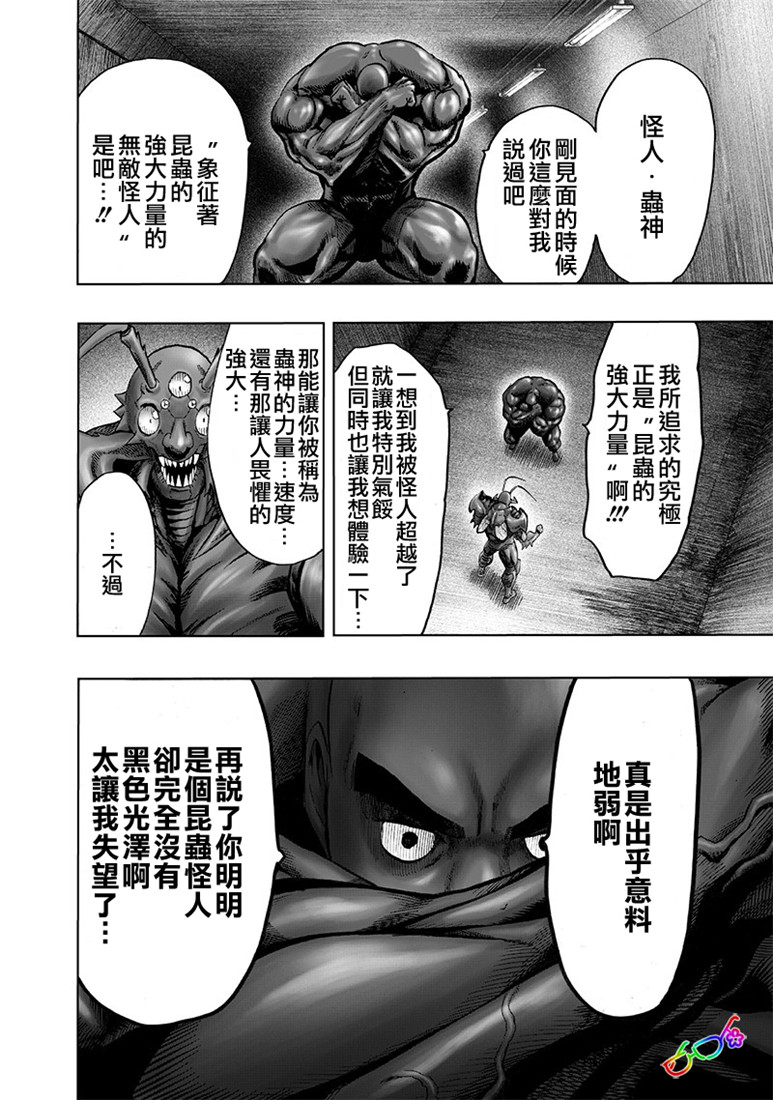 怪人．蟲神
剛見面的時候
你這麼對我
說過吧
〞象征著
昆蟲的
強大力量的
無敵怪人〝
是吧…!!
我所追求的究極
正是〝昆蟲的
強大力量〝啊!!!
一想到我被怪人超越了
就讓我特別氣餒
但同時也讓我想體驗一下…
那能讓你被稱為
蟲神的力量…速度…
還有那讓人畏懼的
強大…
…不過
真是出乎意料
地弱啊
再説了你明明
是個昆蟲怪人
卻完全沒有
黑色光澤啊
太讓我失望了…